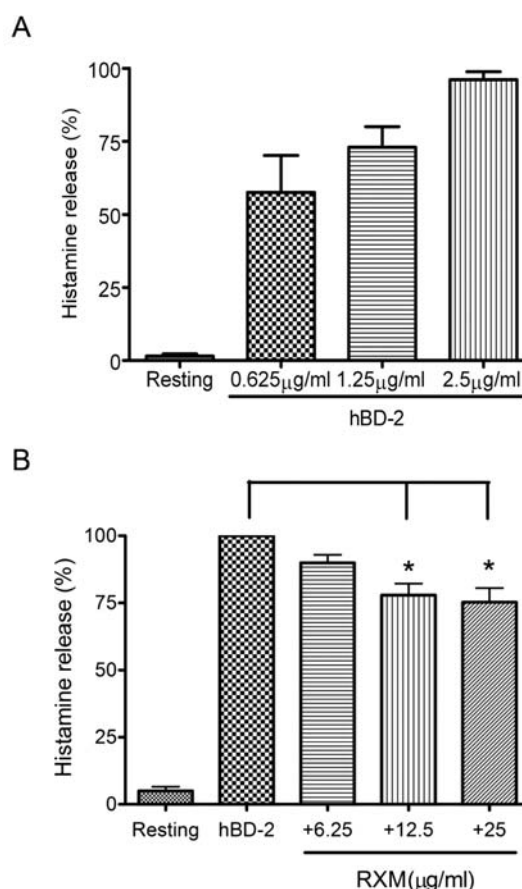 A
Histamine release (%)
100
75
50
25
0
Resting 0.625μg/ml 1.25μg/ml 2.5μg/ml
hBD-2
B
Histamine release (%)
100
75
50
25
0
* *
Resting hBD-2 +6.25 +12.5 +25
RXM(μg/ml)